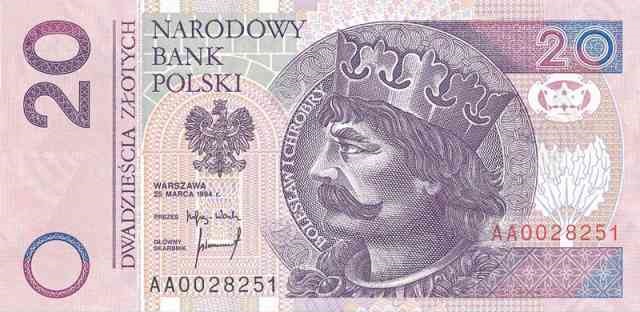 20
DWADZIEŚCIA ZŁOTYCH
NARODOWY
BANK
POLSKI
WARSZAWA
25 MARCA 1994 r.
PREZES
GŁÓWNY
SKARBNIK
AA0028251
BOLESŁAW I CHROBRY
20
AA0028251